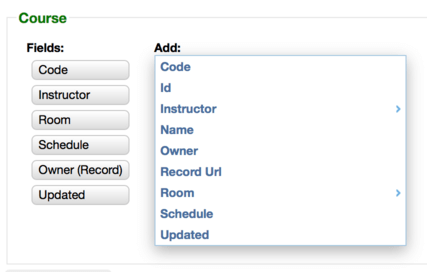 Course
Fields:
Code
Instructor
Room
Schedule
Owner (Record)
Updated
Add:
Code
Id
Instructor
Name
Owner
Record Url
Room
Schedule
Updated